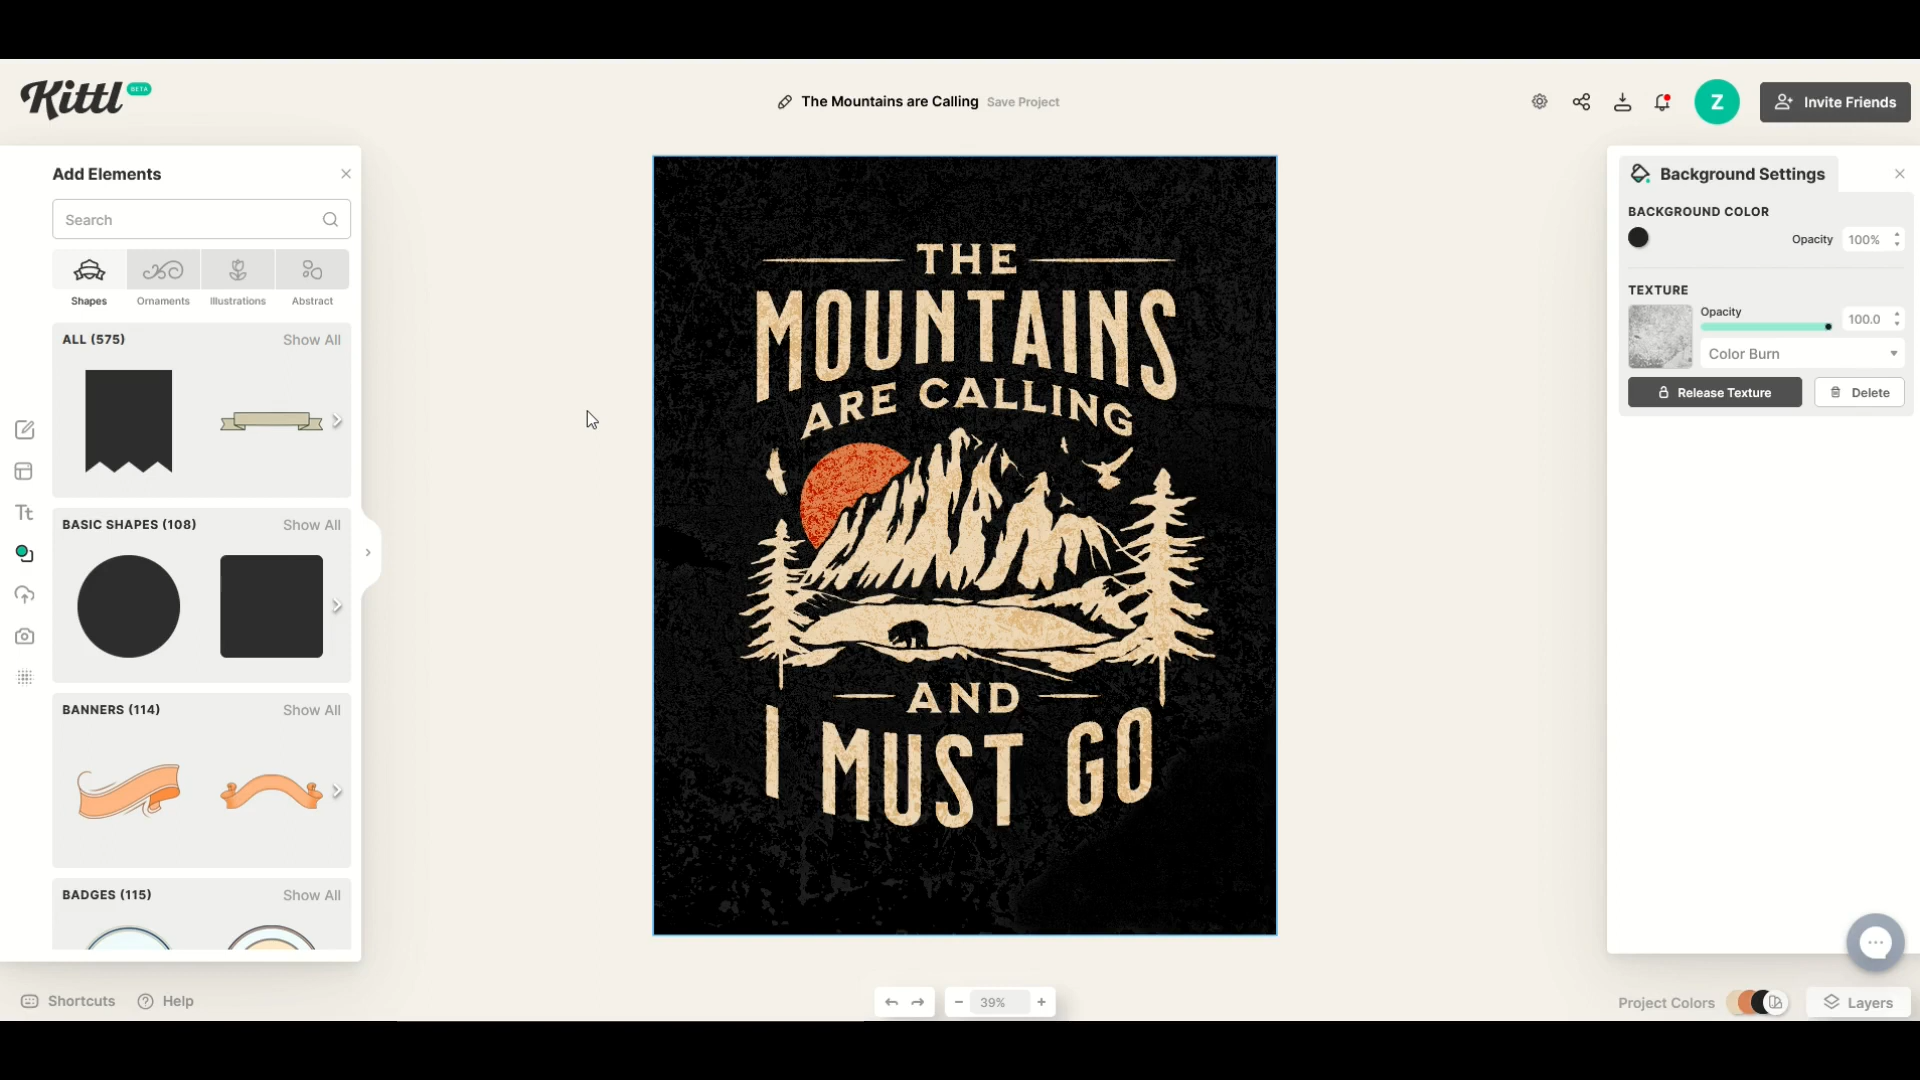 Kittl BETA
The Mountains are Calling Save Project
Z
Invite Friends
Add Elements
Search
Shapes Ornaments Illustrations Abstract
ALL (575) Show All
BASIC SHAPES (108) Show All
BANNERS (114) Show All
BADGES (115) Show All
Tt
THE
MOUNTAINS
ARE CALLING
AND
I MUST GO
Background Settings
BACKGROUND COLOR
Opacity 100%
TEXTURE
Opacity 100.0
Color Burn
Release Texture Delete
Shortcuts Help
39%
Project Colors Layers